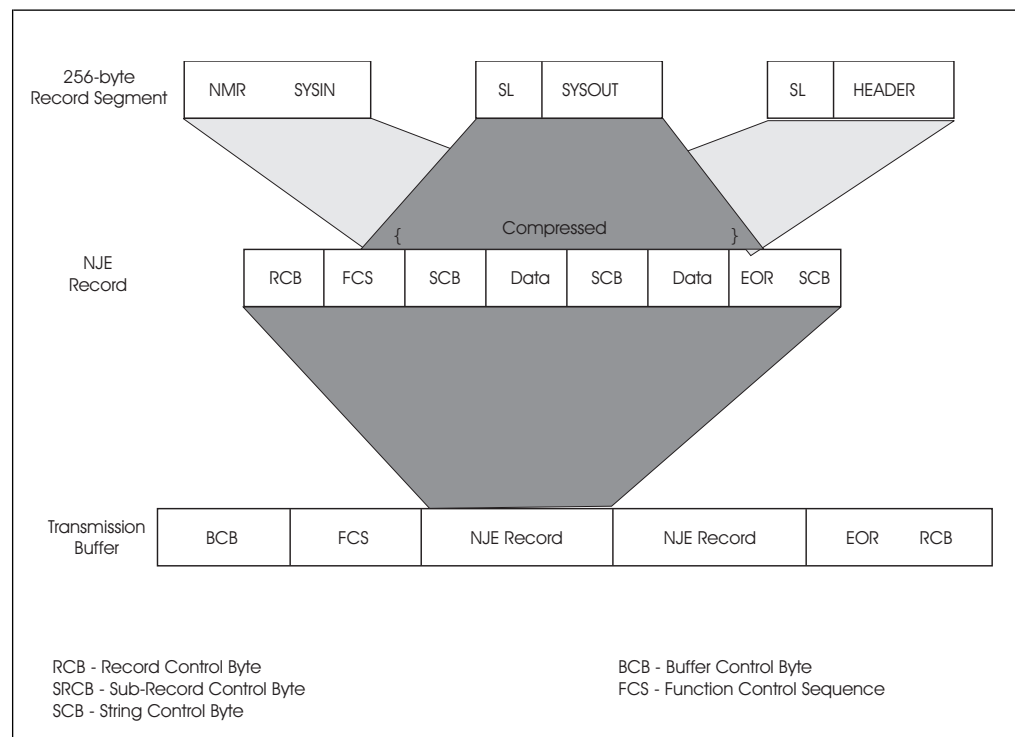 256-byte
Record Segment
NMR SYSIN
SL SYSOUT
SL HEADER
{ Compressed }
NJE
Record
RCB FCS SCB Data SCB Data EOR SCB
Transmission
Buffer
BCB FCS NJE Record NJE Record EOR RCB
RCB - Record Control Byte
SRCB - Sub-Record Control Byte
SCB - String Control Byte
BCB - Buffer Control Byte
FCS - Function Control Sequence